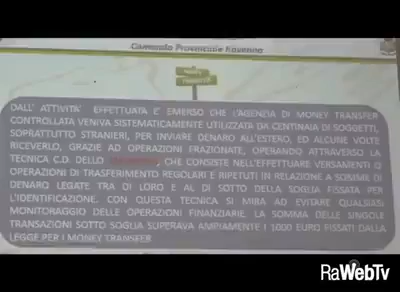 Comando Provinciale Ravenna
MONEY
TRANSFER
DALL' ATTIVITA' EFFETTUATA E' EMERSO CHE L'AGENZIA DI MONEY TRANSFER
CONTROLLATA VENIVA SISTEMATICAMENTE UTILIZZATA DA CENTINAIA DI SOGGETTI,
SOPRATTUTTO STRANIERI, PER INVIARE DENARO ALL'ESTERO, ED ALCUNE VOLTE
RICEVERLO, GRAZIE AD OPERAZIONI FRAZIONATE, OPERANDO ATTRAVERSO LA
TECNICA C.D. DELLO , CHE CONSISTE NELL'EFFETTUARE VERSAMENTI O
OPERAZIONI DI TRASFERIMENTO REGOLARI E RIPETUTI IN RELAZIONE A SOMME DI
DENARO LEGATE TRA DI LORO E AL DI SOTTO DELLA SOGLIA FISSATA PER
L'IDENTIFICAZIONE. CON QUESTA TECNICA SI MIRA AD EVITARE QUALSIASI
MONITORAGGIO DELLE OPERAZIONI FINANZIARIE. LA SOMMA DELLE SINGOLE
TRANSAZIONI SOTTO SOGLIA SUPERAVA AMPIAMENTE I 1000 EURO FISSATI DALLA
LEGGE PER I MONEY TRANSFER
RaWebTv